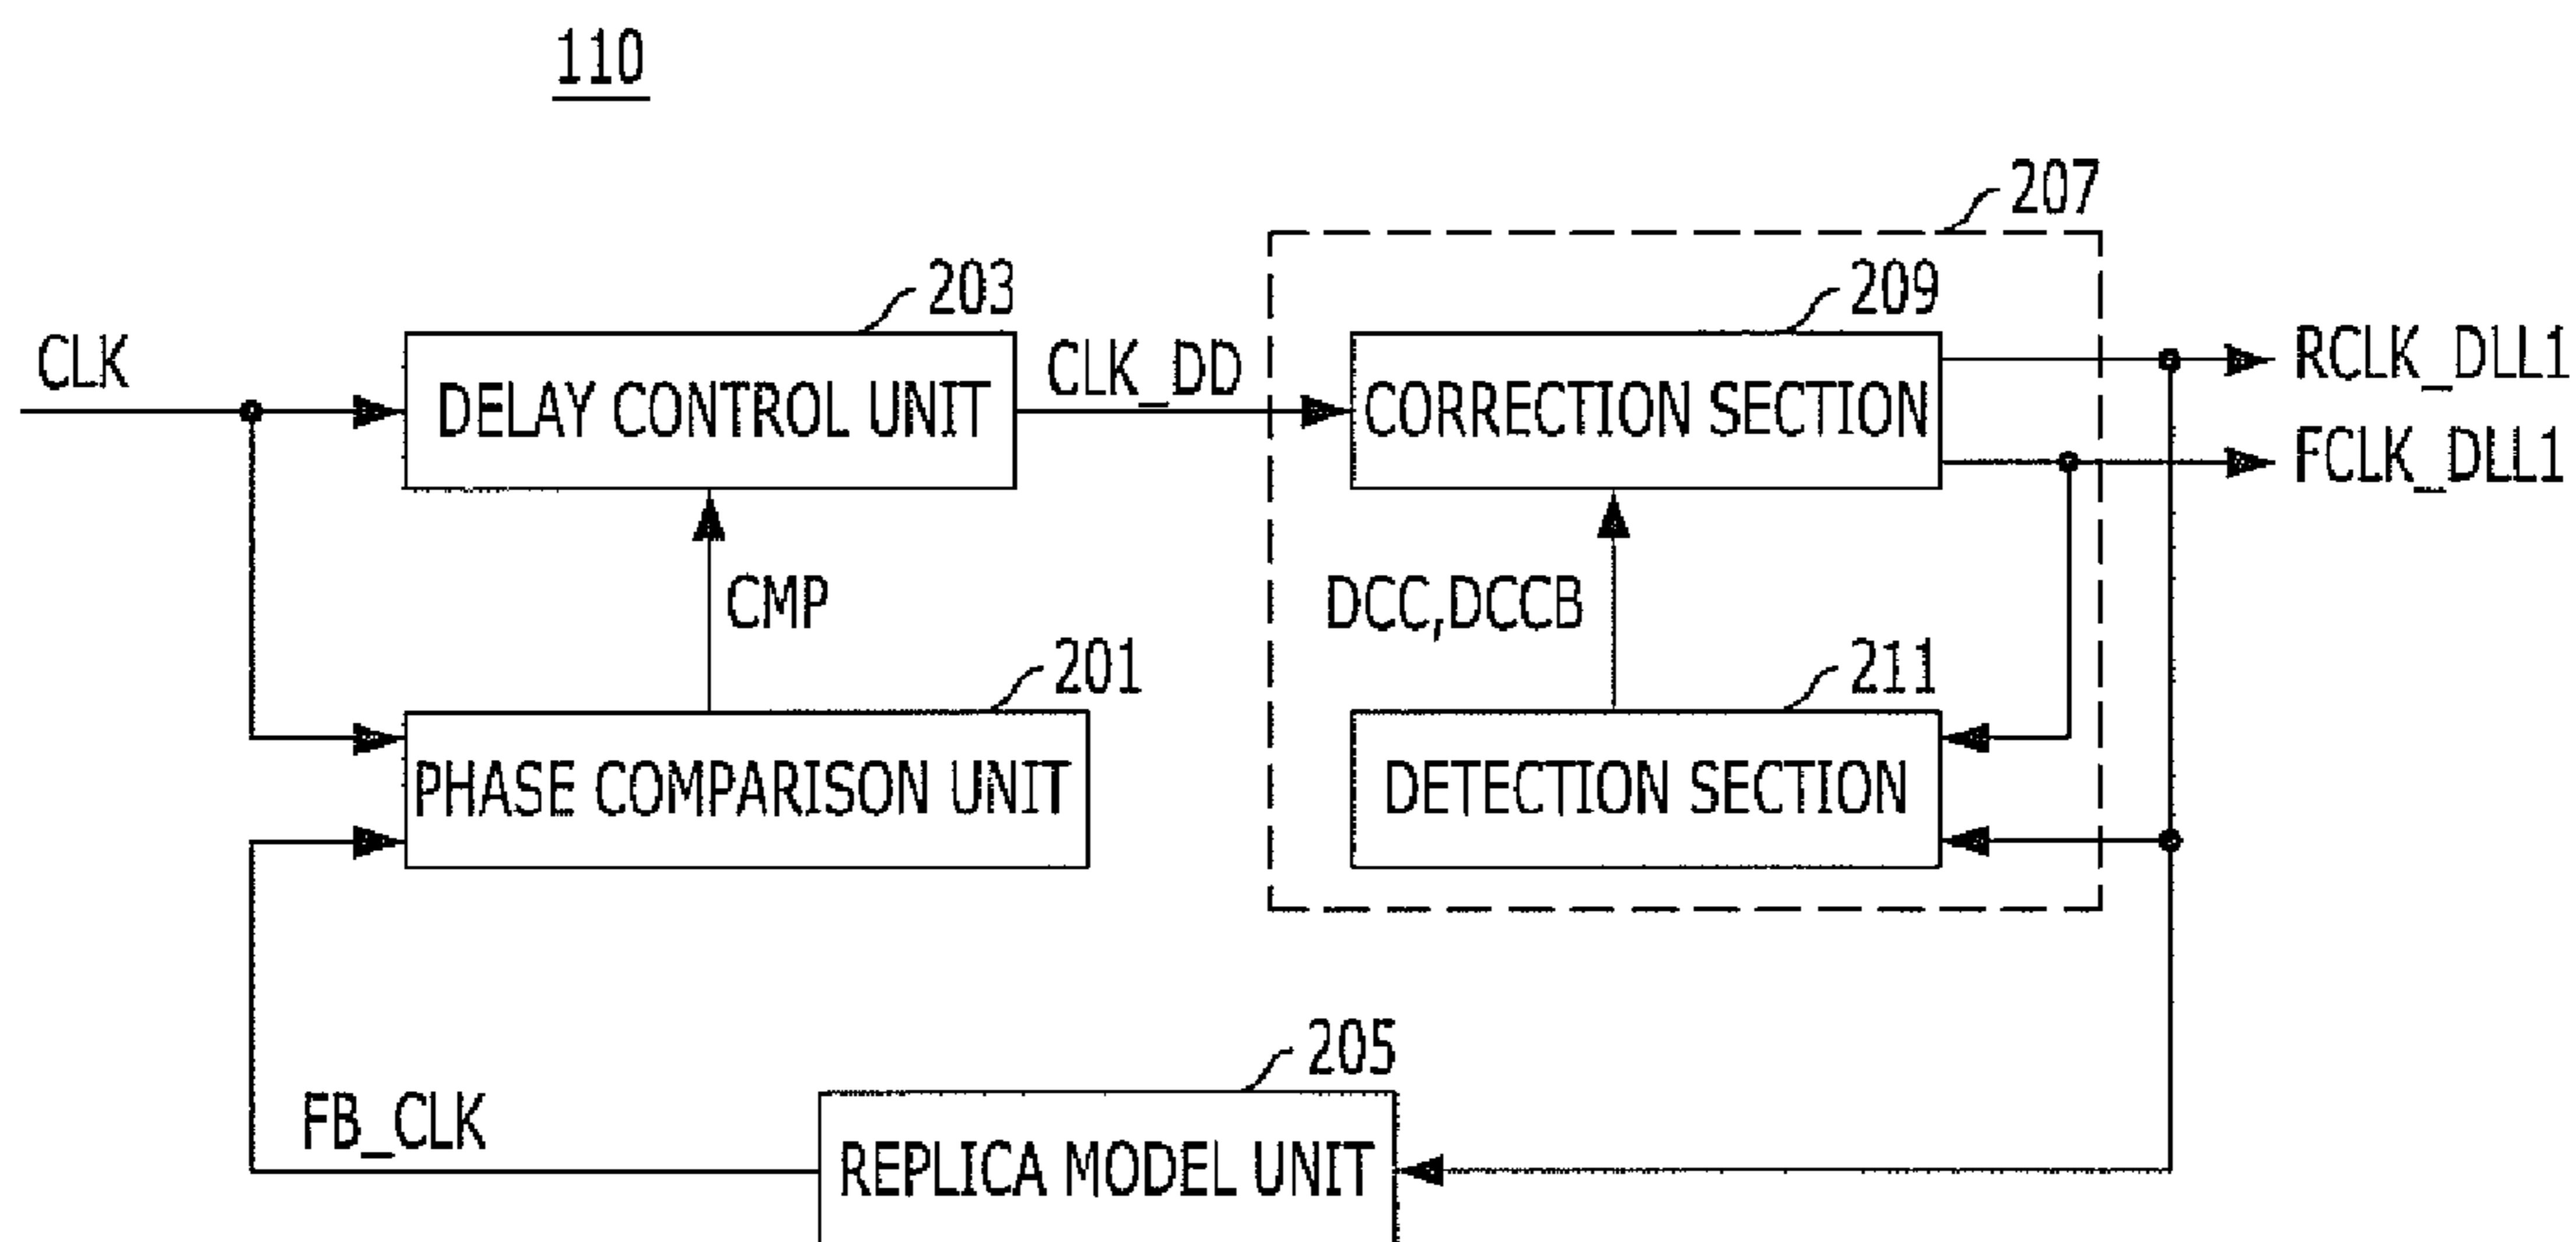 110
207
203
209
CLK
DELAY CONTROL UNIT
CLK_DD
CORRECTION SECTION
RCLK_DLL1
FCLK_DLL1
CMP
DCC,DCCB
201
211
PHASE COMPARISON UNIT
DETECTION SECTION
205
FB_CLK
REPLICA MODEL UNIT